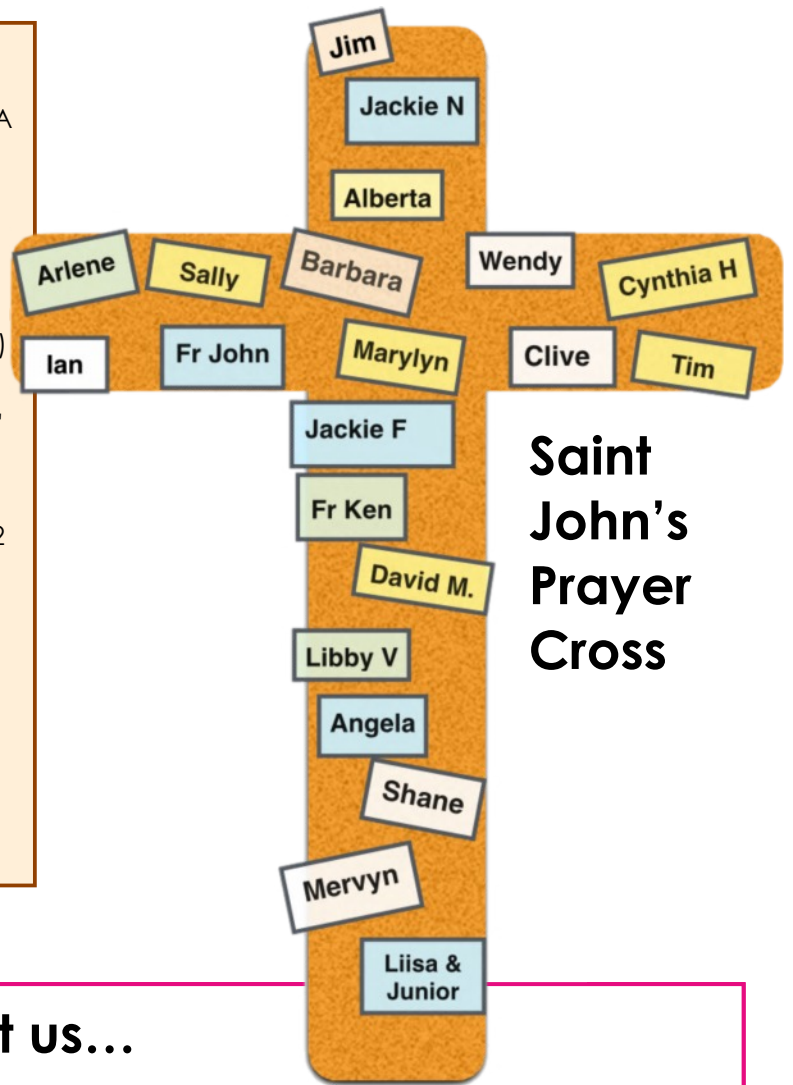 A
)
,
2
Jim
Jackie N
Alberta
Arlene
Sally
Barbara
Wendy
Cynthia H
Ian
Fr John
Marylyn
Clive
Tim
Jackie F
Fr Ken
David M.
Libby V
Angela
Shane
Mervyn
Liisa &
Junior
Saint
John’s
Prayer
Cross
t us…